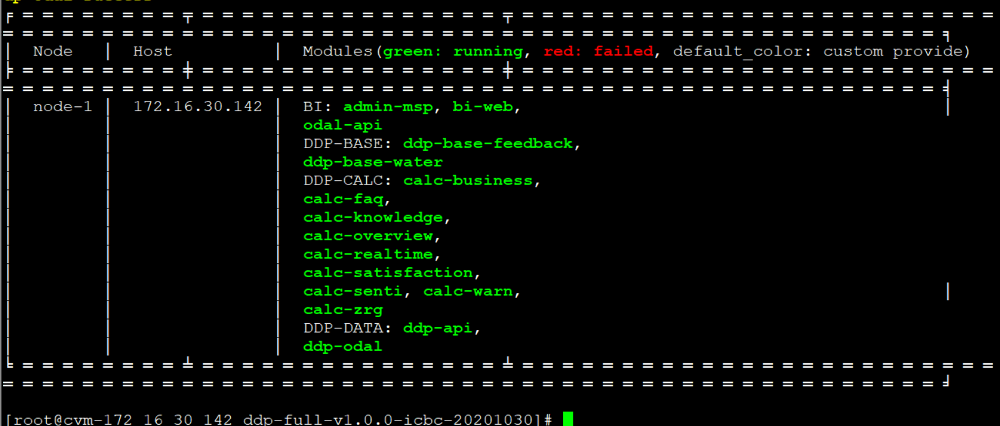 Node | Host | Modules(green: running, red: failed, default_color: custom provide)
node-1 | 172.16.30.142 | BI: admin-msp, bi-web,
odal-api
DDP-BASE: ddp-base-feedback,
ddp-base-water
DDP-CALC: calc-business,
calc-faq,
calc-knowledge,
calc-overview,
calc-realtime,
calc-satisfaction,
calc-senti, calc-warn,
calc-zrg
DDP-DATA: ddp-api,
ddp-odal
[root@cvm-172_16_30_142 ddp-full-v1.0.0-icbc-20201030]#